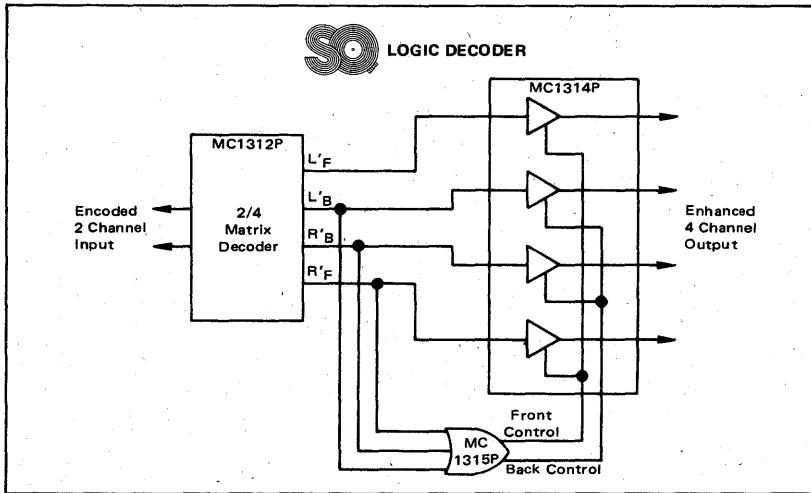 SQ LOGIC DECODER
MC1314P
MC1312P
L'F
L'B
R'B
R'F
2/4
Matrix
Decoder
Encoded
2 Channel
Input
Enhanced
4 Channel
Output
Front
Control
MC
1315P
Back Control